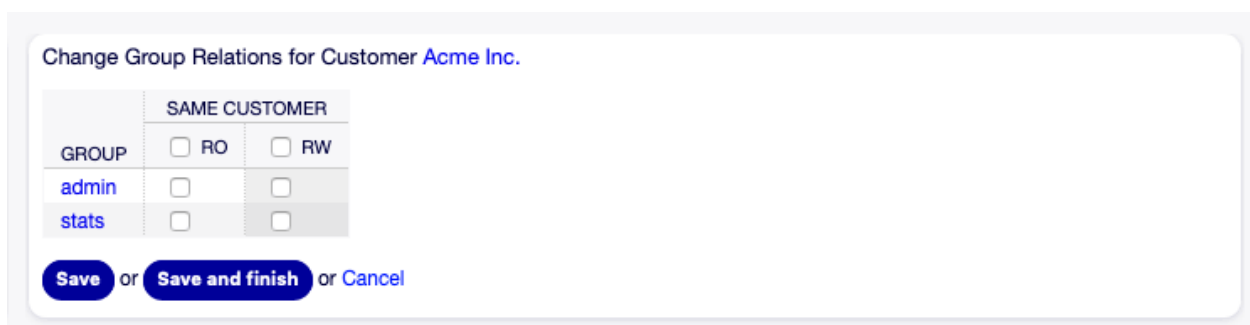 Change Group Relations for Customer Acme Inc.
SAME CUSTOMER
GROUP RO RW
admin
stats
Save or Save and finish or Cancel